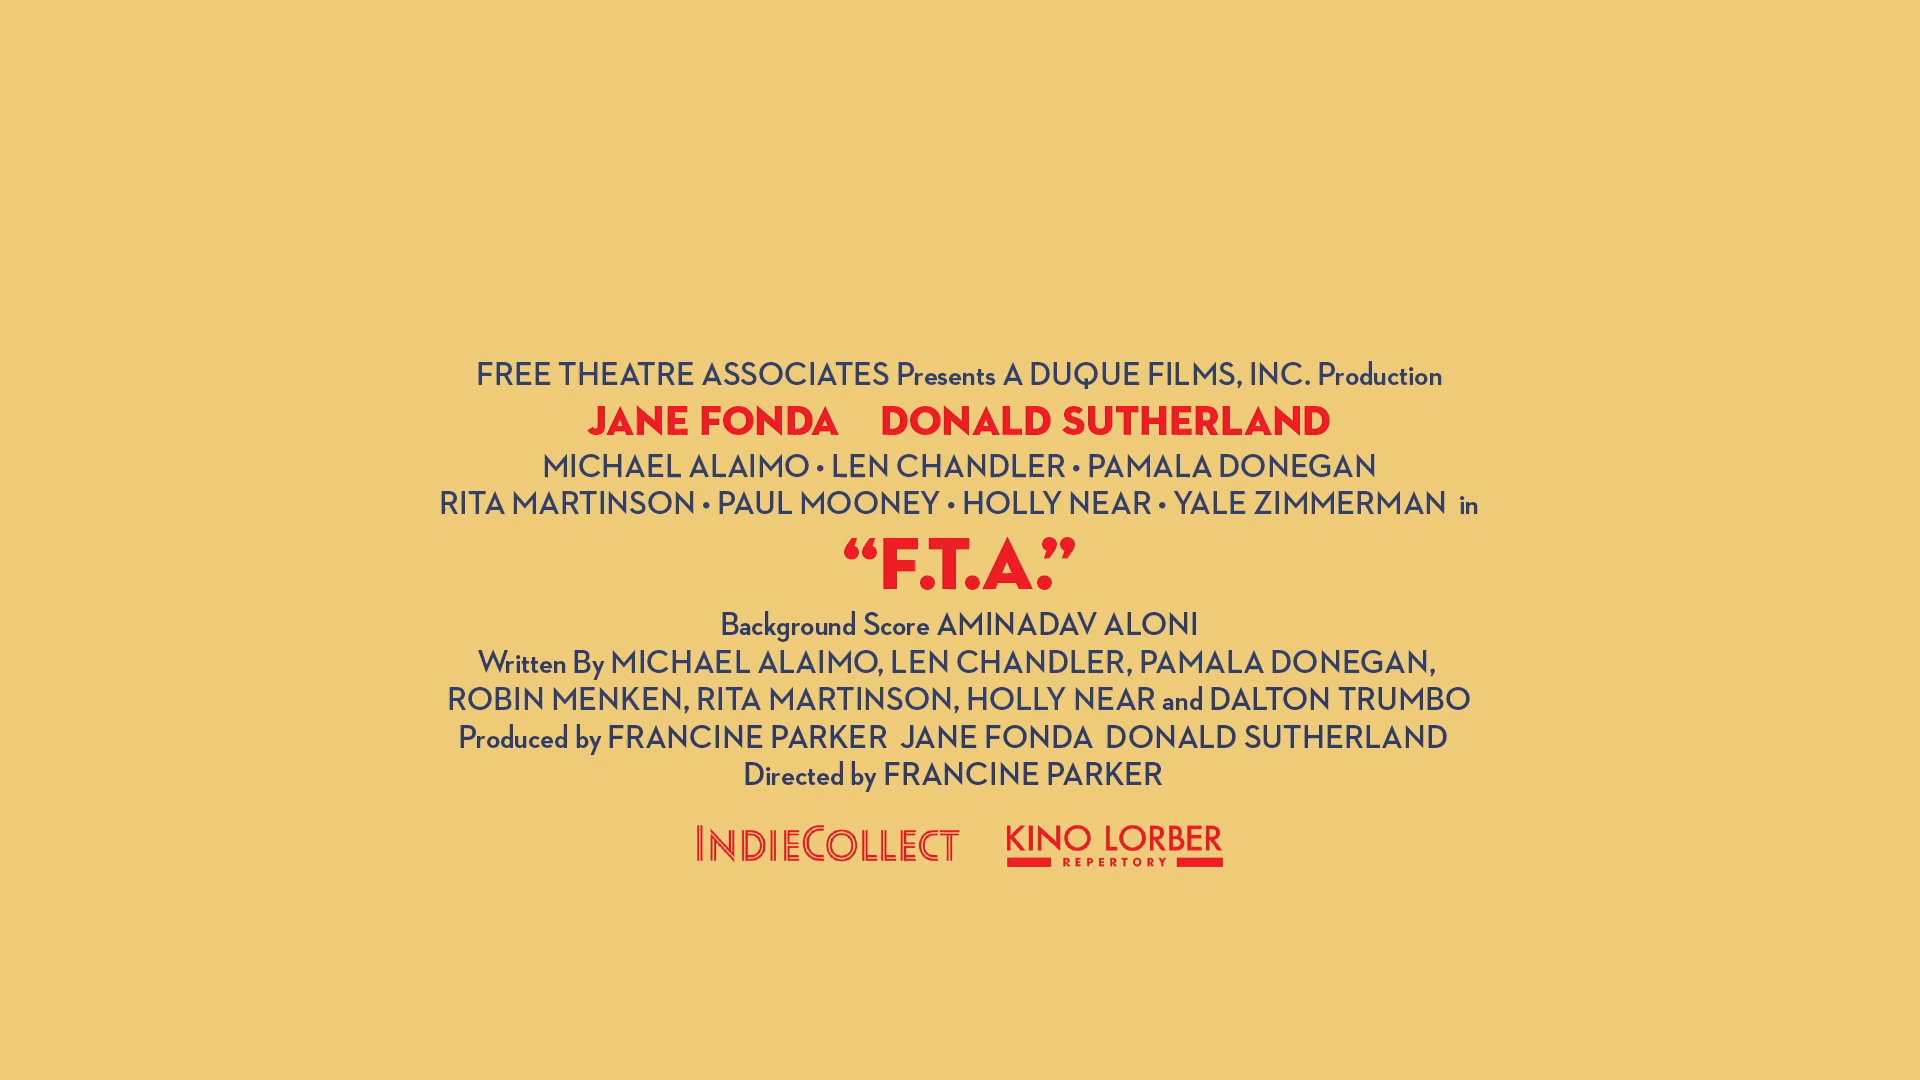 FREE THEATRE ASSOCIATES Presents A DUQUE FILMS, INC. Production
JANE FONDA DONALD SUTHERLAND
MICHAEL ALAIMO • LEN CHANDLER • PAMALA DONEGAN
RITA MARTINSON • PAUL MOONEY • HOLLY NEAR • YALE ZIMMERMAN in
“F.T.A.”
Background Score AMINADAV ALONI
Written By MICHAEL ALAIMO, LEN CHANDLER, PAMALA DONEGAN,
ROBIN MENKEN, RITA MARTINSON, HOLLY NEAR and DALTON TRUMBO
Produced by FRANCINE PARKER JANE FONDA DONALD SUTHERLAND
Directed by FRANCINE PARKER
INDIECOLLECT KINO LORBER
REPERTORY